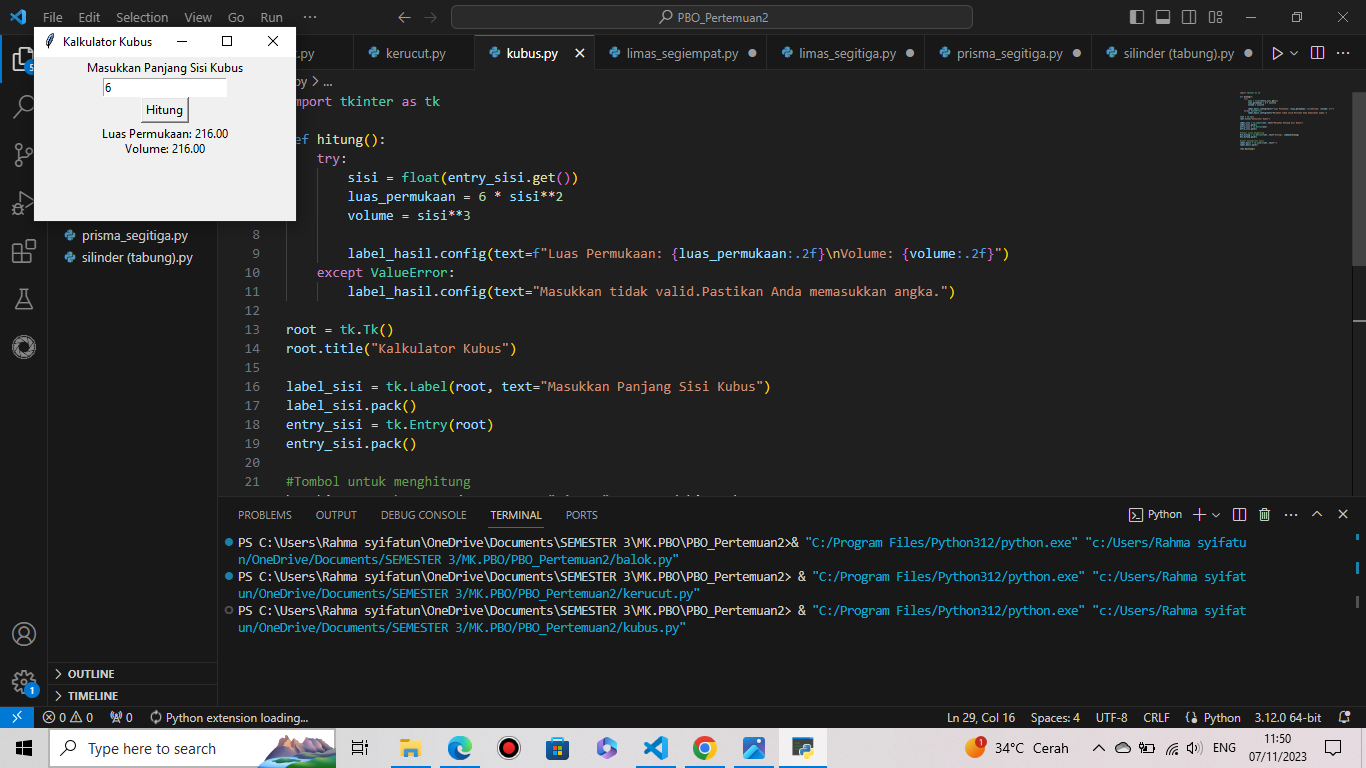 File Edit Selection View Go Run ···
PBO_Pertemuan2
Kalkulator Kubus
Masukkan Panjang Sisi Kubus
6
Hitung
Luas Permukaan: 216.00
Volume: 216.00
5
.py
kerucut.py
kubus.py
limas_segiempat.py
limas_segitiga.py
prisma_segitiga.py
silinder (tabung).py
py > ...
prisma_segitiga.py
silinder (tabung).py
mport tkinter as tk
ef hitung():
try:
sisi = float(entry_sisi.get())
luas_permukaan = 6 * sisi**2
volume = sisi**3
8
9 label_hasil.config(text=f"Luas Permukaan: {luas_permukaan:.2f}\nVolume: {volume:.2f}")
10 except ValueError:
11 label_hasil.config(text="Masukkan tidak valid.Pastikan Anda memasukkan angka.")
12
13 root = tk.Tk()
14 root.title("Kalkulator Kubus")
15
16 label_sisi = tk.Label(root, text="Masukkan Panjang Sisi Kubus")
17 label_sisi.pack()
18 entry_sisi = tk.Entry(root)
19 entry_sisi.pack()
20
21 #Tombol untuk menghitung
PROBLEMS OUTPUT DEBUG CONSOLE TERMINAL PORTS
Python
PS C:\Users\Rahma syifatun\OneDrive\Documents\SEMESTER 3\MK.PBO\PBO_Pertemuan2>& "C:/Program Files/Python312/python.exe" "c:/Users/Rahma syifatu
n/OneDrive/Documents/SEMESTER 3/MK.PBO/PBO_Pertemuan2/balok.py"
PS C:\Users\Rahma syifatun\OneDrive\Documents\SEMESTER 3\MK.PBO\PBO_Pertemuan2> & "C:/Program Files/Python312/python.exe" "c:/Users/Rahma syifat
un/OneDrive/Documents/SEMESTER 3/MK.PBO/PBO_Pertemuan2/kerucut.py"
PS C:\Users\Rahma syifatun\OneDrive\Documents\SEMESTER 3\MK.PBO\PBO_Pertemuan2> & "C:/Program Files/Python312/python.exe" "c:/Users/Rahma syifat
un/OneDrive/Documents/SEMESTER 3/MK.PBO/PBO_Pertemuan2/kubus.py"
OUTLINE
TIMELINE
1
0 0 0 Python extension loading...
Ln 29, Col 16 Spaces: 4 UTF-8 CRLF Python 3.12.0 64-bit
Type here to search
1
34°C Cerah
ENG
11:50
07/11/2023